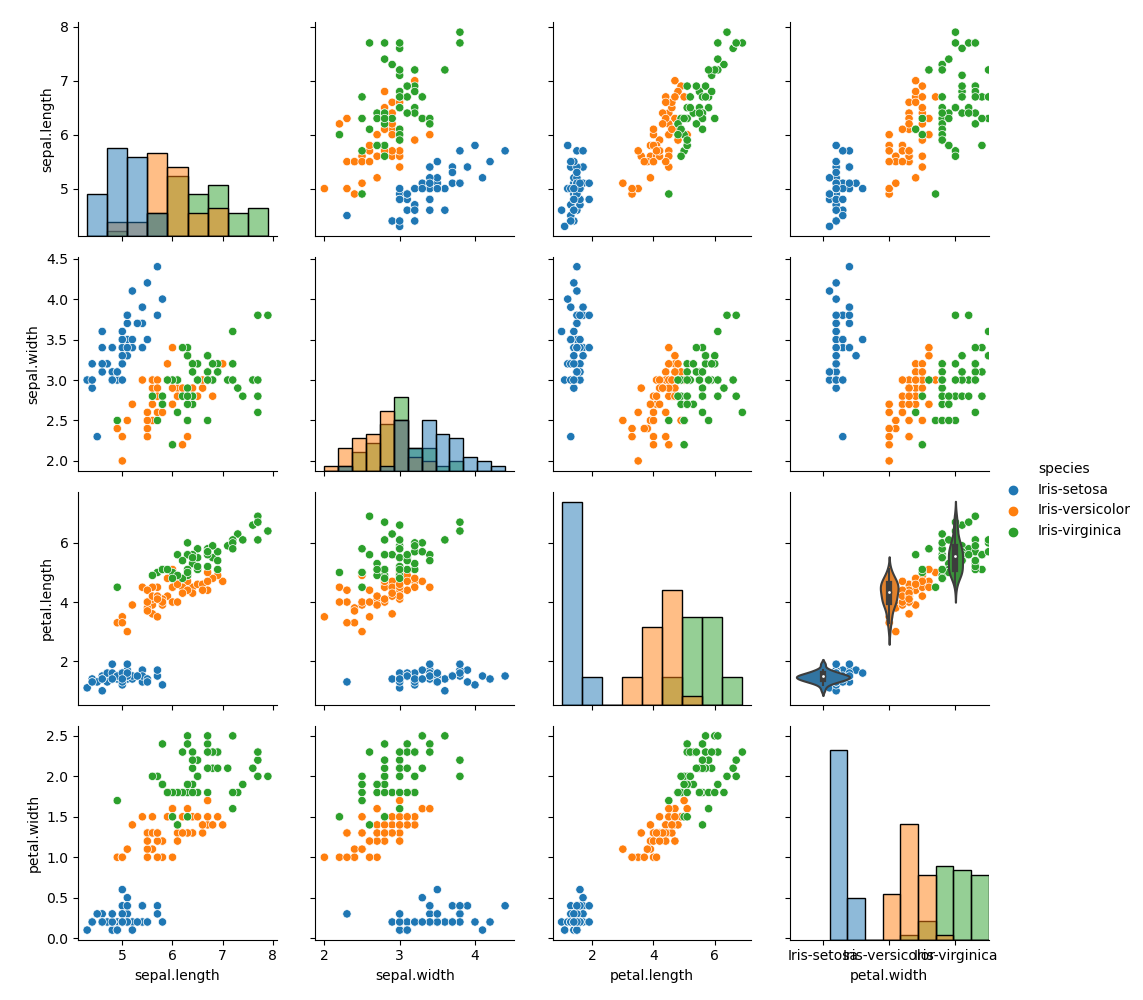 8
7
6
5
sepal.length
4.5
4.0
3.5
3.0
2.5
2.0
sepal.width
species
Iris-setosa
Iris-versicolor
Iris-virginica
6
4
2
petal.length
2.5
2.0
1.5
1.0
0.5
0.0
petal.width
5 6 7 8
2 3 4
2 4 6
Iris-setosa Iris-versicolor Iris-virginica
sepal.length sepal.width petal.length petal.width